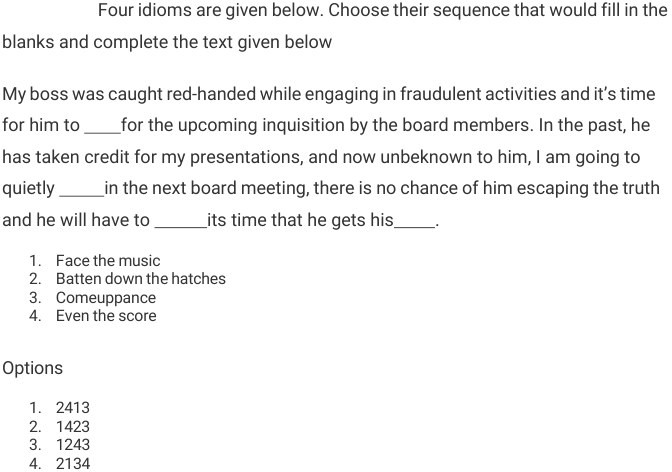 Four idioms are given below. Choose their sequence that would fill in the
blanks and complete the text given below
My boss was caught red-handed while engaging in fraudulent activities and it's time
for him to ____for the upcoming inquisition by the board members. In the past, he
has taken credit for my presentations, and now unbeknown to him, I am going to
quietly _____in the next board meeting, there is no chance of him escaping the truth
and he will have to ______its time that he gets his_____.
1. Face the music
2. Batten down the hatches
3. Comeuppance
4. Even the score
Options
1. 2413
2. 1423
3. 1243
4. 2134